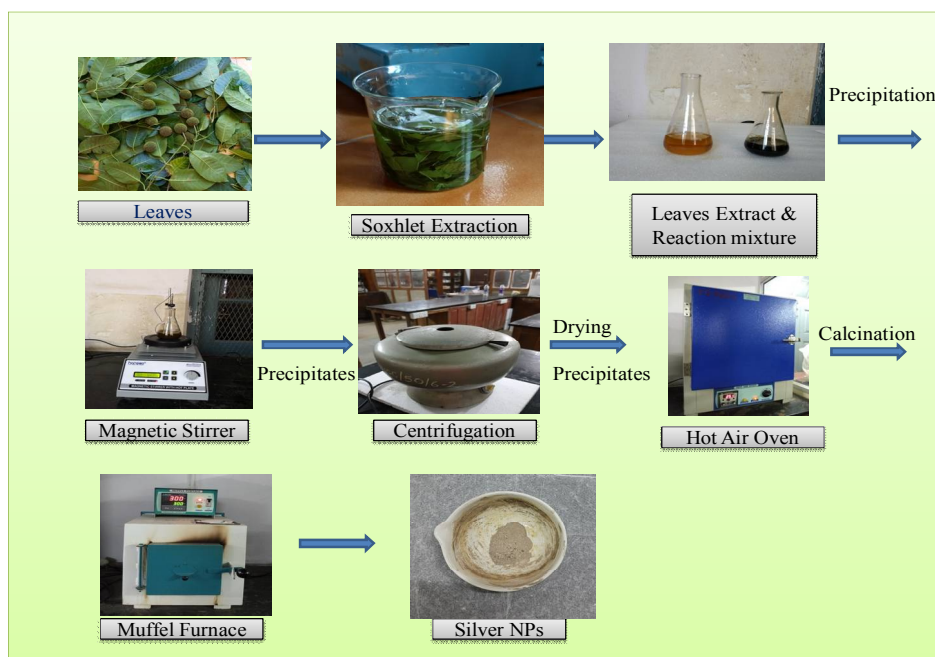 Precipitation
Leaves
Soxhlet Extraction
Leaves Extract &
Reaction mixture
Magnetic Stirrer
Precipitates
Centrifugation
Drying
Precipitates
Hot Air Oven
Calcination
300
Muffel Furnace
Silver NPs